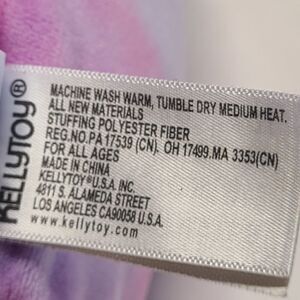 KELLYTOY®
MACHINE WASH WARM, TUMBLE DRY MEDIUM HEAT.
ALL NEW MATERIALS
STUFFING POLYESTER FIBER
REG.NO.PA 17539 (CN). OH 17499.MA 3353(CN)
FOR ALL AGES
MADE IN CHINA
KELLYTOY® U.S.A. INC.
4811 S. ALAMEDA STREET
LOS ANGELES CA90058 U.S.A.
www.kellytoy.com